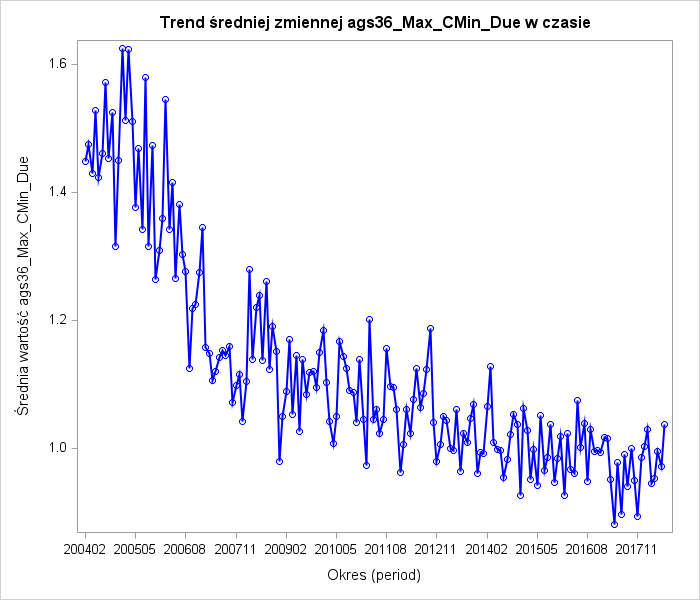 Trend średniej zmiennej ags36_Max_CMin_Due w czasie
1.6
1.4
1.2
1.0
Średnia wartość ags36_Max_CMin_Due
200402 200505 200608 200711 200902 201005 201108 201211 201402 201505 201608 201711
Okres (period)